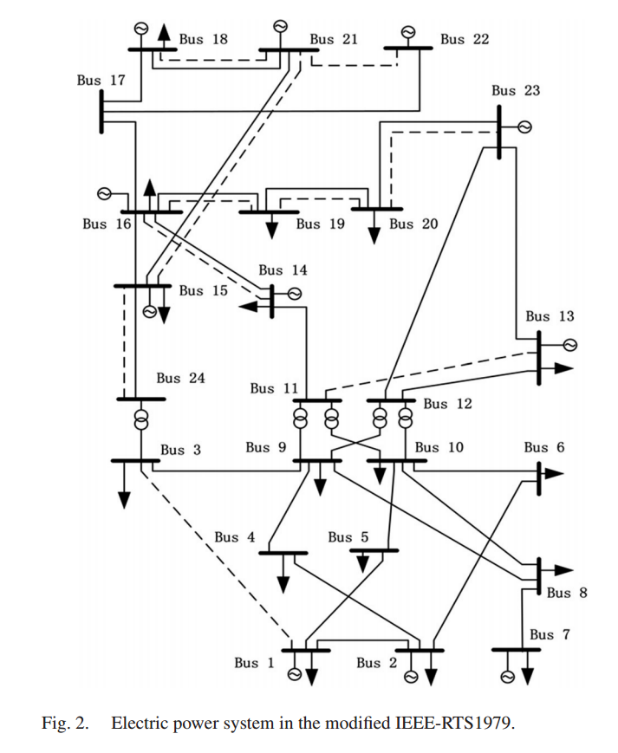 Bus 18
Bus 21
Bus 22
Bus 17
Bus 23
Bus 16
Bus 19
Bus 20
Bus 14
Bus 15
Bus 13
Bus 24
Bus 11
Bus 12
Bus 3
Bus 9
Bus 10
Bus 6
Bus 4
Bus 5
Bus 8
Bus 7
Bus 1
Bus 2
Fig. 2. Electric power system in the modified IEEE-RTS1979.